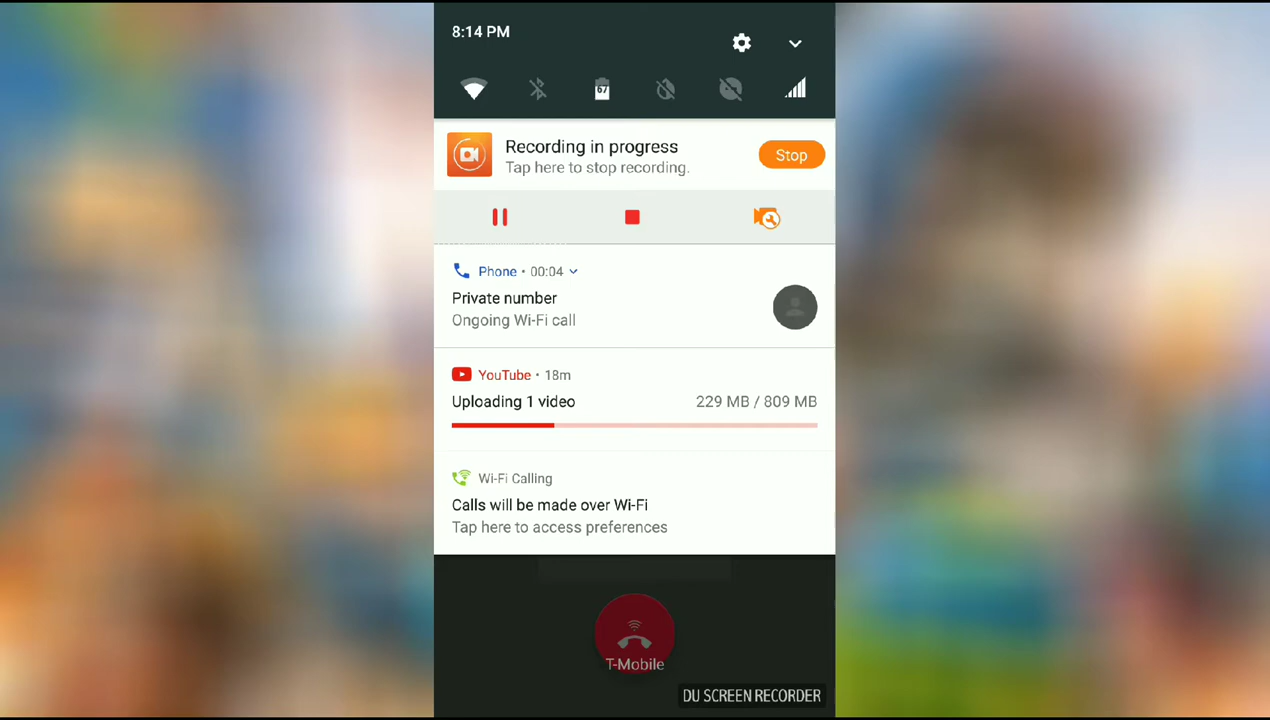 8:14 PM
67
Recording in progress
Tap here to stop recording.
Stop
Phone • 00:04
Private number
Ongoing Wi-Fi call
YouTube • 18m
Uploading 1 video 229 MB / 809 MB
Wi-Fi Calling
Calls will be made over Wi-Fi
Tap here to access preferences
T-Mobile
DU SCREEN RECORDER